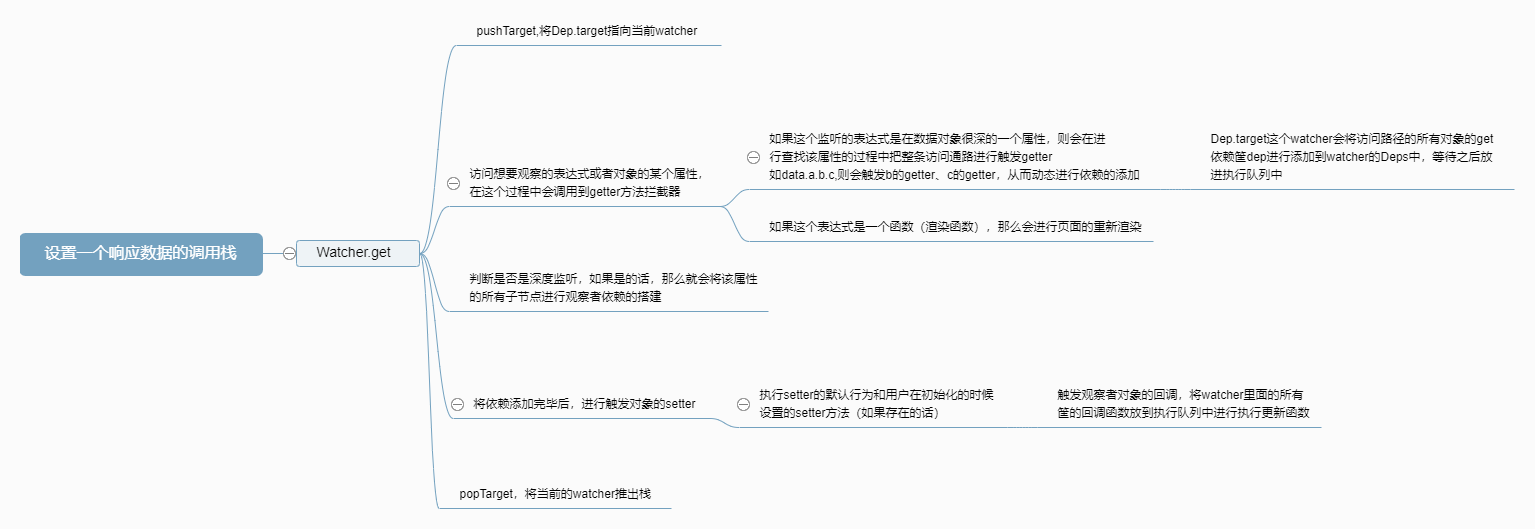 设置一个响应数据的调用栈
Watcher.get
pushTarget,将Dep.target指向当前watcher
访问想要观察的表达式或者对象的某个属性，
在这个过程中会调用到getter方法拦截器
如果这个监听的表达式是在数据对象很深的一个属性，则会在进
行查找该属性的过程中把整条访问通路进行触发getter
如data.a.b.c,则会触发b的getter、c的getter，从而动态进行依赖的添加
Dep.target这个watcher会将访问路径的所有对象的get
依赖筐dep进行添加到watcher的Deps中，等待之后放
进执行队列中
如果这个表达式是一个函数（渲染函数），那么会进行页面的重新渲染
判断是否是深度监听，如果是的话，那么就会将该属性
的所有子节点进行观察者依赖的搭建
将依赖添加完毕后，进行触发对象的setter
执行setter的默认行为和用户在初始化的时候
设置的setter方法（如果存在的话）
触发观察者对象的回调，将watcher里面的所有
筐的回调函数放到执行队列中进行执行更新函数
popTarget，将当前的watcher推出栈